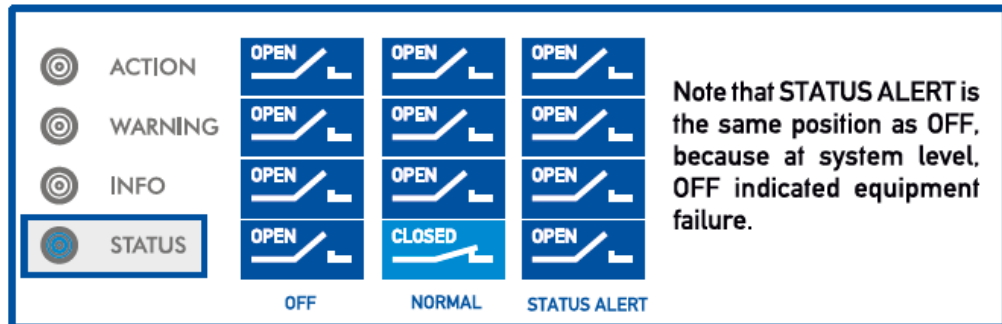 ACTION OPEN OPEN OPEN
WARNING OPEN OPEN OPEN
INFO OPEN OPEN OPEN
STATUS OPEN CLOSED OPEN
OFF NORMAL STATUS ALERT
Note that STATUS ALERT is
the same position as OFF,
because at system level,
OFF indicated equipment
failure.